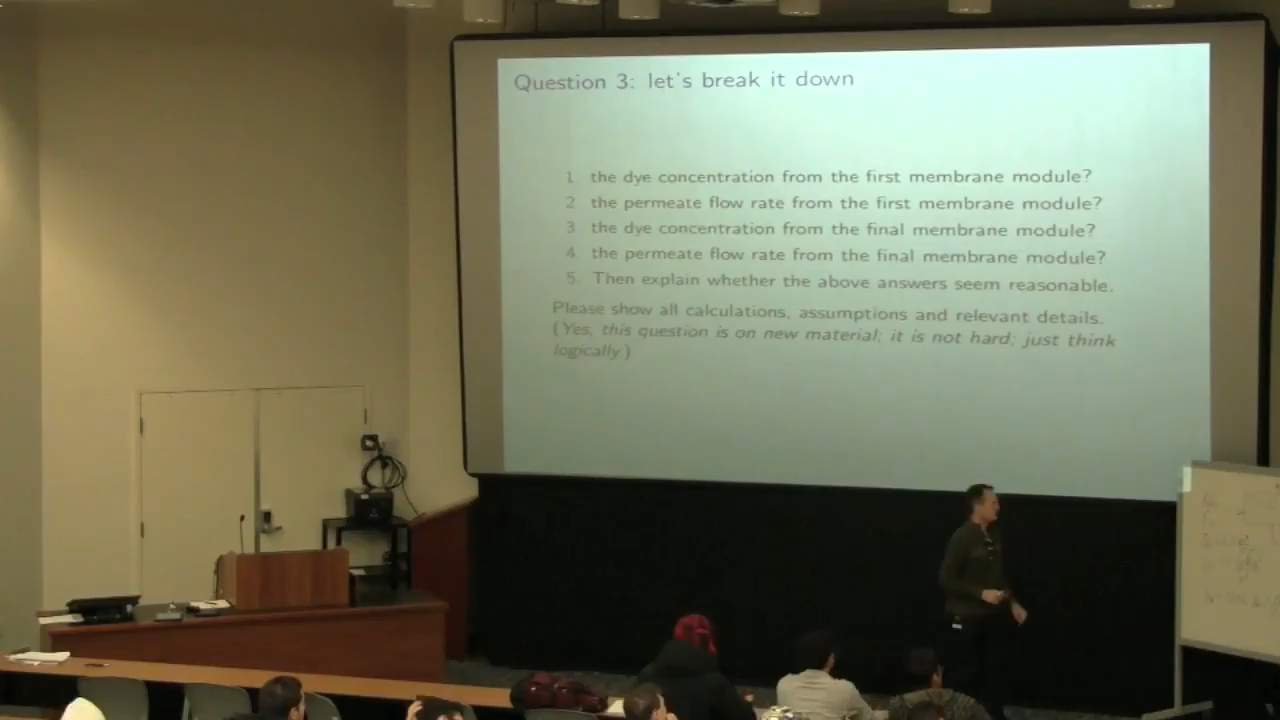 Question 3: let's break it down
1. the dye concentration from the first membrane module?
2. the permeate flow rate from the first membrane module?
3. the dye concentration from the final membrane module?
4. the permeate flow rate from the final membrane module?
5. Then explain whether the above answers seem reasonable.
Please show all calculations, assumptions and relevant details.
(Yes, this question is on new material; it is not hard; just think
logically.)